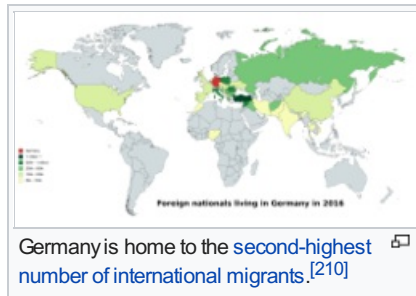 Foreign nationals living in Germany in 2016
Germany is home to the second-highest
number of international migrants.[210]